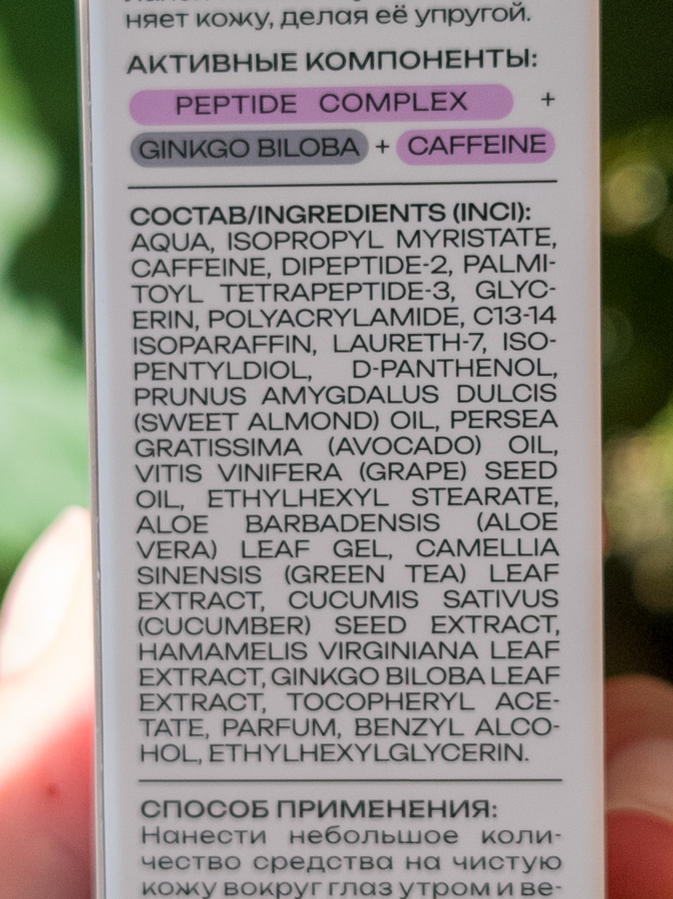 няет кожу, делая её упругой.
АКТИВНЫЕ КОМПОНЕНТЫ:
PEPTIDE COMPLEX +
GINKGO BILOBA + CAFFEINE
СОСТАВ/INGREDIENTS (INCI):
AQUA, ISOPROPYL MYRISTATE,
CAFFEINE, DIPEPTIDE-2, PALMI-
TOYL TETRAPEPTIDE-3, GLYC-
ERIN, POLYACRYLAMIDE, C13-14
ISOPARAFFIN, LAURETH-7, ISO-
PENTYLDIOL, D-PANTHENOL,
PRUNUS AMYGDALUS DULCIS
(SWEET ALMOND) OIL, PERSEA
GRATISSIMA (AVOCADO) OIL,
VITIS VINIFERA (GRAPE) SEED
OIL, ETHYLHEXYL STEARATE,
ALOE BARBADENSIS (ALOE
VERA) LEAF GEL, CAMELLIA
SINENSIS (GREEN TEA) LEAF
EXTRACT, CUCUMIS SATIVUS
(CUCUMBER) SEED EXTRACT,
HAMAMELIS VIRGINIANA LEAF
EXTRACT, GINKGO BILOBA LEAF
EXTRACT, TOCOPHERYL ACE-
TATE, PARFUM, BENZYL ALCO-
HOL, ETHYLHEXYLGLYCERIN.
СПОСОБ ПРИМЕНЕНИЯ:
Нанести небольшое коли-
чество средства на чистую
кожу вокруг глаз утром и ве-